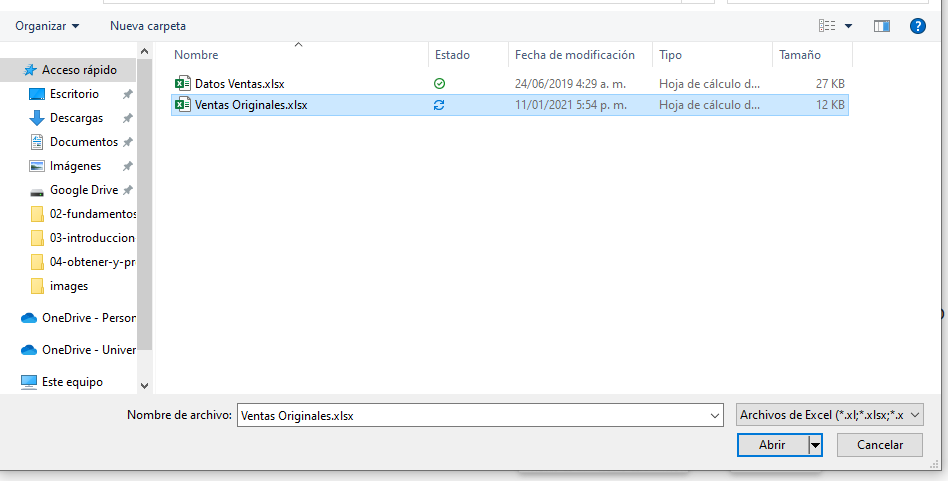 Organizar Nueva carpeta
Nombre Estado Fecha de modificación Tipo Tamaño
Acceso rápido
Escritorio
Descargas
Documentos
Imágenes
Google Drive
02-fundamentos
03-introduccion
04-obtener-y-pr
images
OneDrive - Person
OneDrive - Univer
Este equipo
Datos Ventas.xlsx 24/06/2019 4:29 a. m. Hoja de cálculo d... 27 KB
Ventas Originales.xlsx 11/01/2021 5:54 p. m. Hoja de cálculo d... 12 KB
Nombre de archivo: Ventas Originales.xlsx Archivos de Excel (*.xl;*.xlsx;*.x
Abrir Cancelar